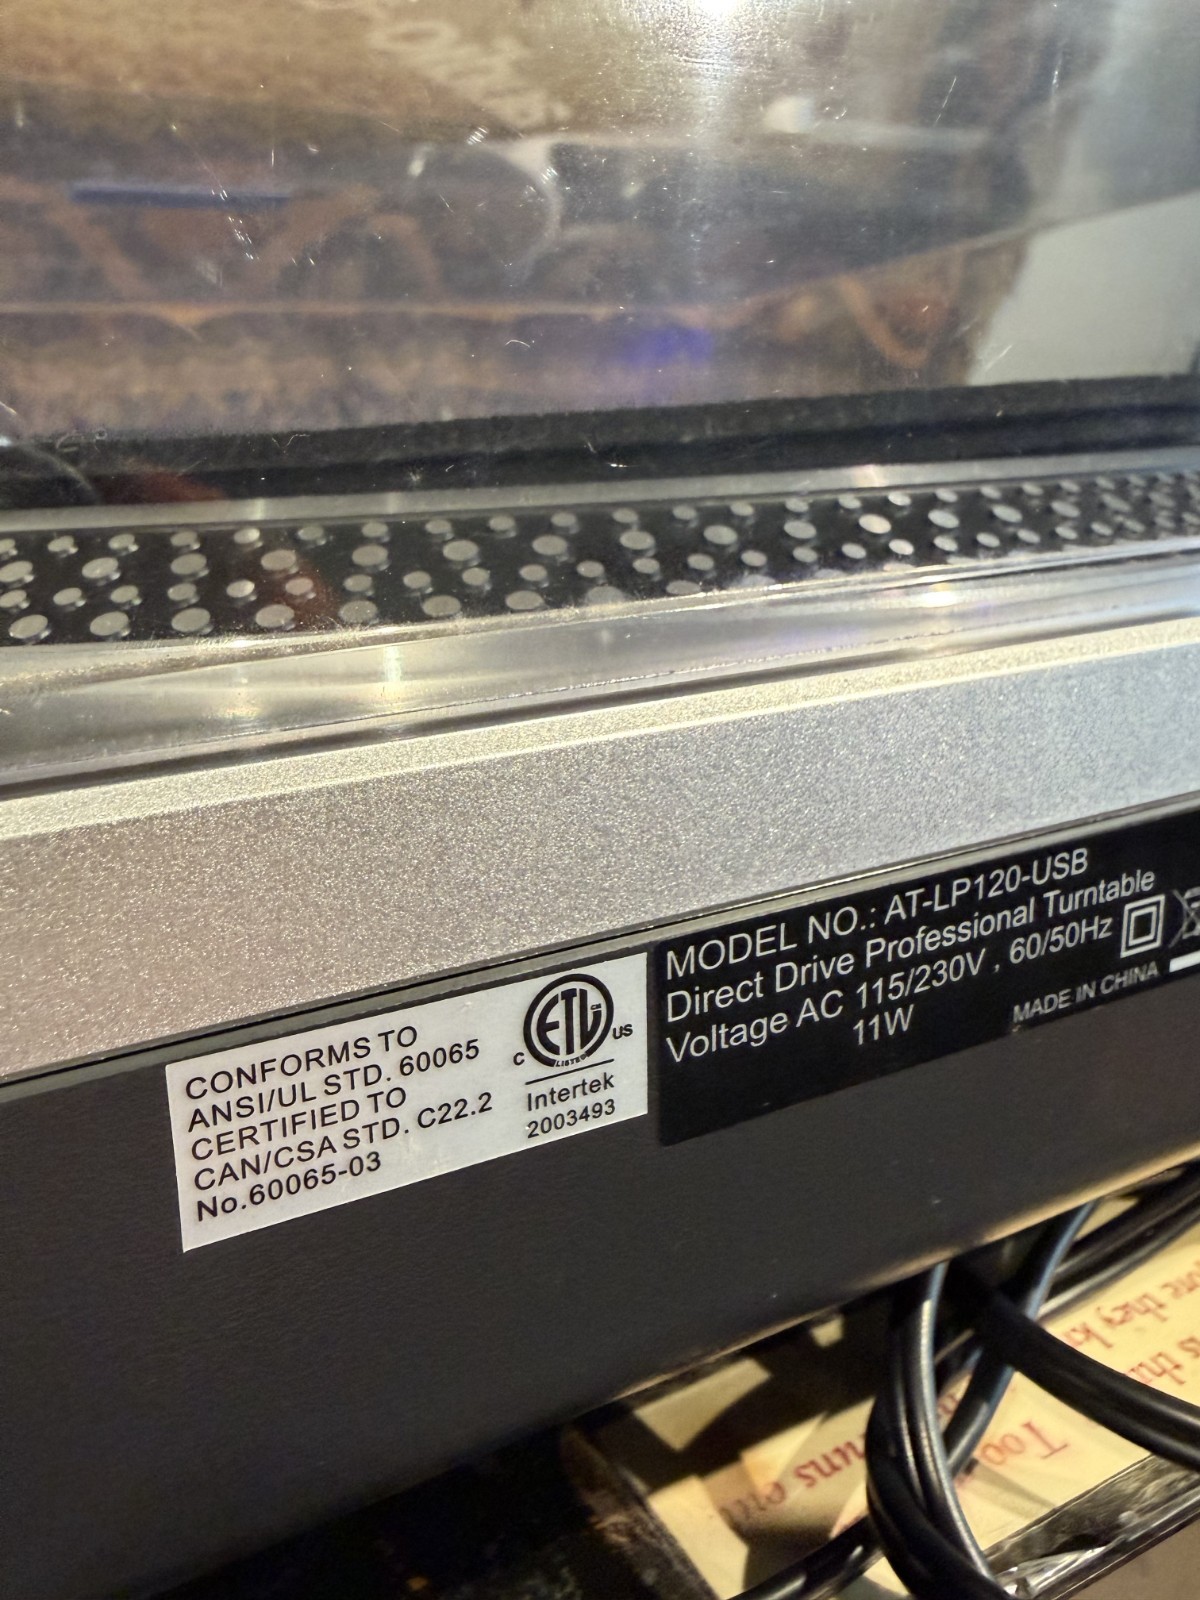 CONFORMS TO
ANSI/UL STD. 60065
CERTIFIED TO
CAN/CSA STD. C22.2
No.60065-03
ETL
CM
LISTED
C
US
Intertek
2003493
MODEL NO.: AT-LP120-USB
Direct Drive Professional Turntable
Voltage AC 115/230V , 60/50Hz
11W
MADE IN CHINA